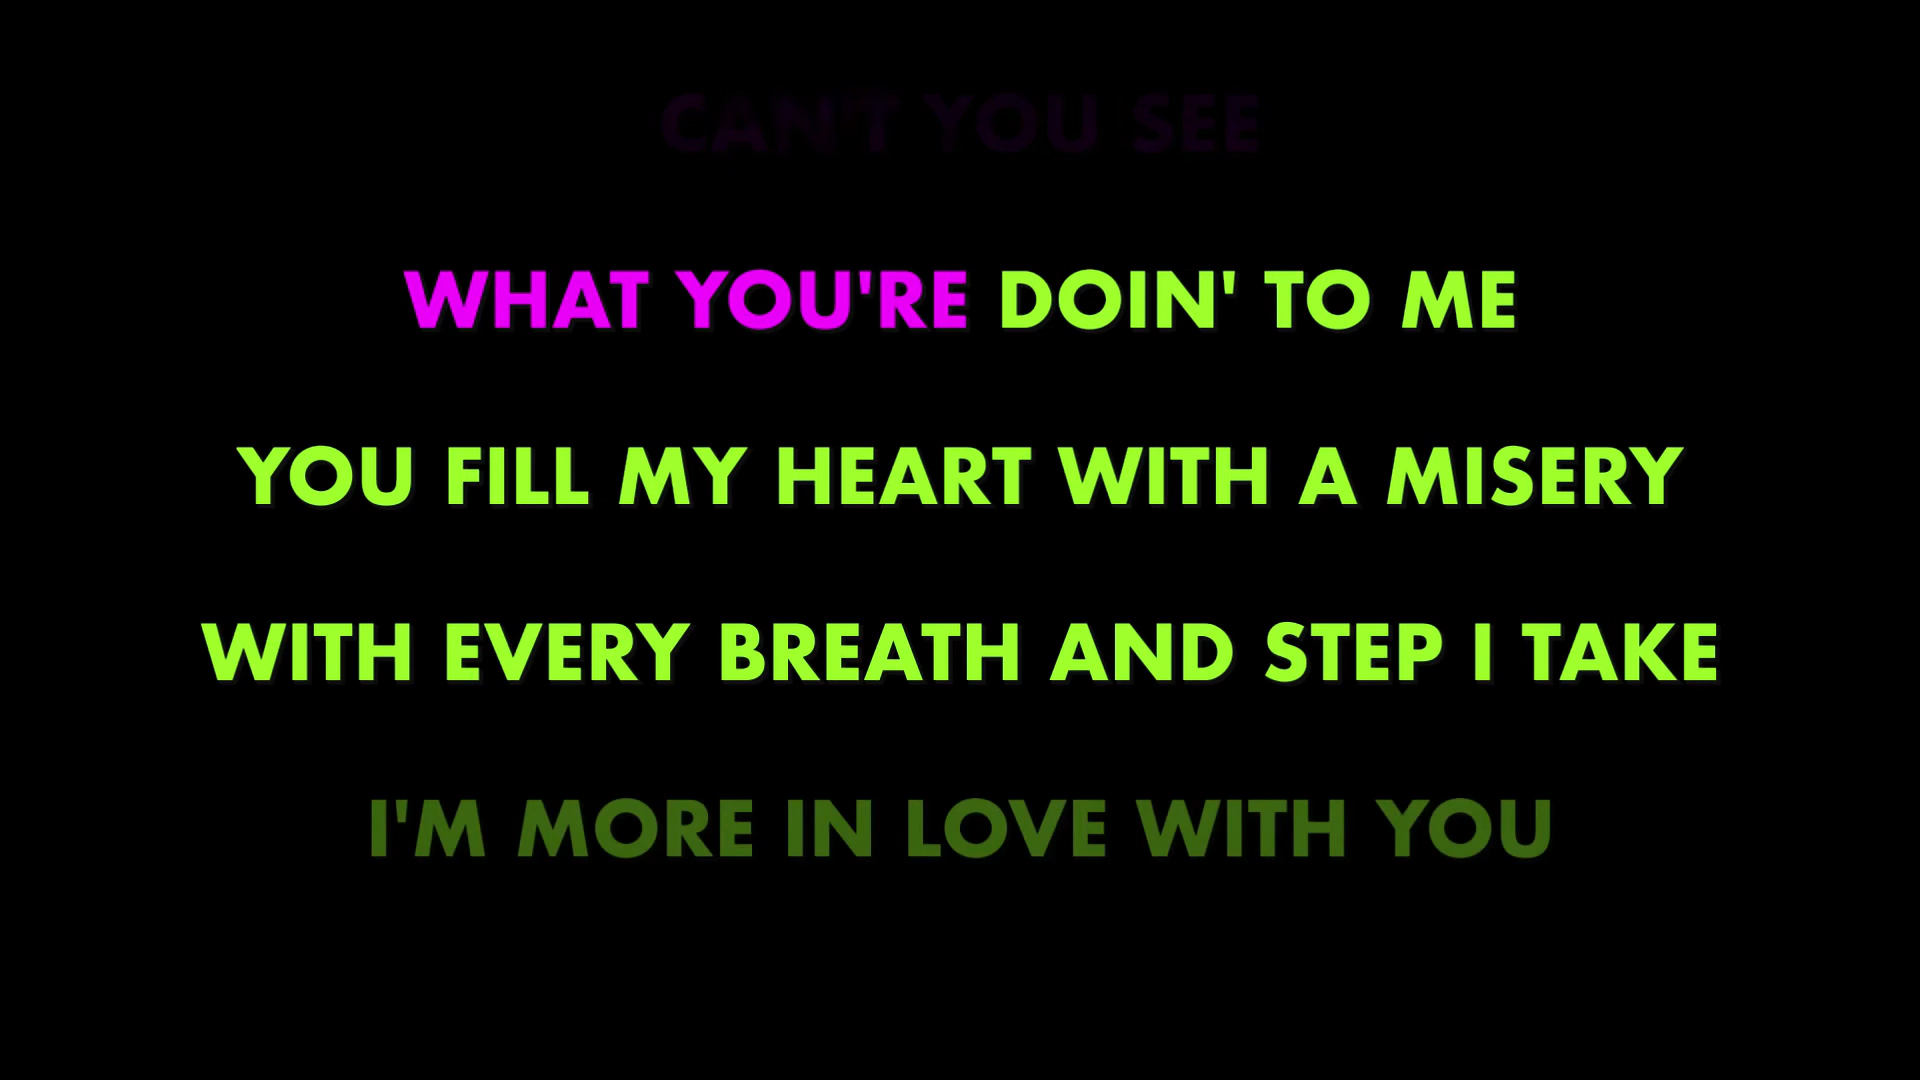 CAN'T YOU SEE
WHAT YOU'RE DOIN' TO ME
YOU FILL MY HEART WITH A MISERY
WITH EVERY BREATH AND STEP I TAKE
I'M MORE IN LOVE WITH YOU